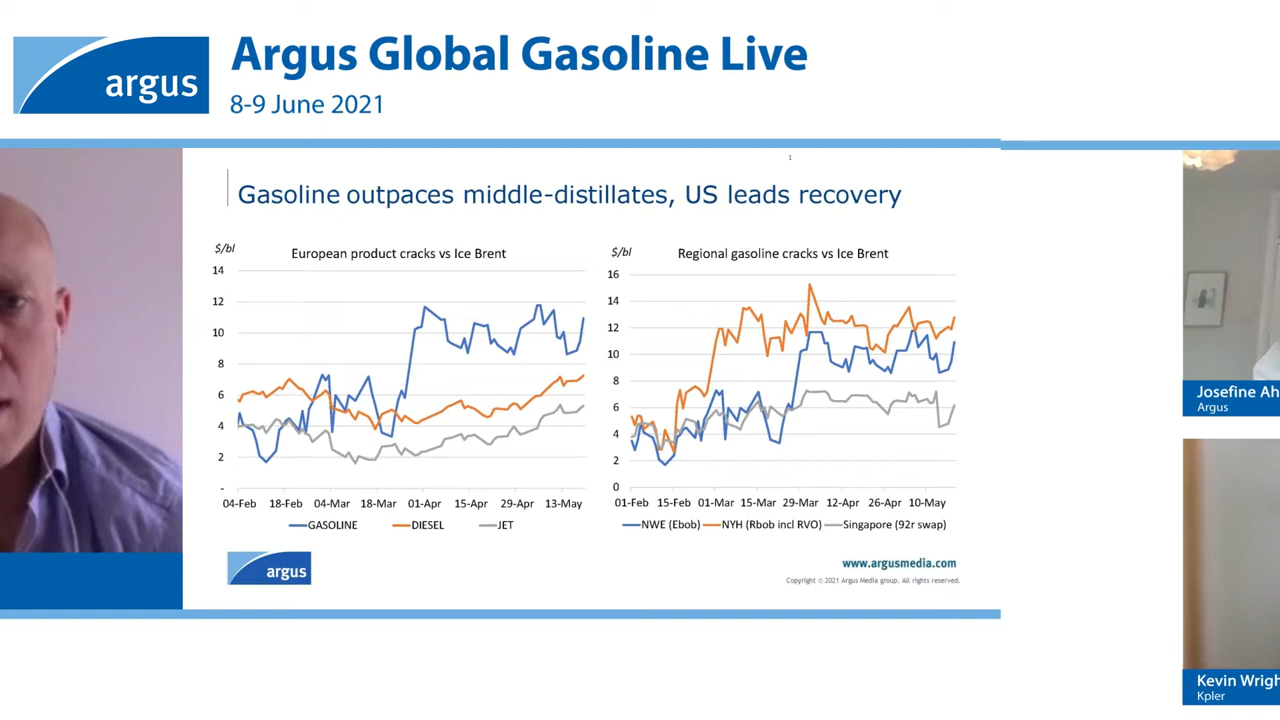 argus
Argus Global Gasoline Live
8-9 June 2021
1
Gasoline outpaces middle-distillates, US leads recovery
$/bl
European product cracks vs Ice Brent
14
12
10
8
6
4
2
-
04-Feb 18-Feb 04-Mar 18-Mar 01-Apr 15-Apr 29-Apr 13-May
GASOLINE DIESEL JET
$/bl
Regional gasoline cracks vs Ice Brent
16
14
12
10
8
6
4
2
0
01-Feb 15-Feb 01-Mar 15-Mar 29-Mar 12-Apr 26-Apr 10-May
NWE (Ebob) NYH (Rbob incl RVO) Singapore (92r swap)
argus
www.argusmedia.com
Copyright © 2021 Argus Media group. All rights reserved.
Josefine Ah
Argus
Kevin Wrigh
Kpler